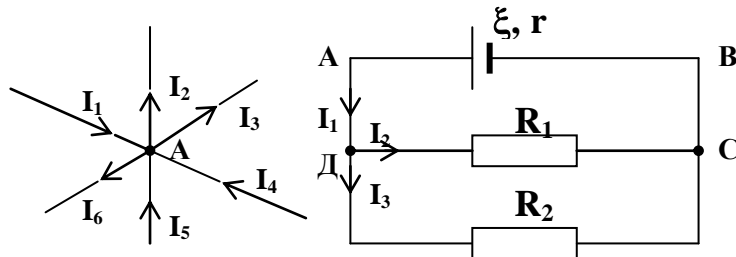 ξ, r
А
В
I₁
I₂
I₃
А
I₄
I₅
I₆
I₁
I₂
R₁
Д
С
I₃
R₂